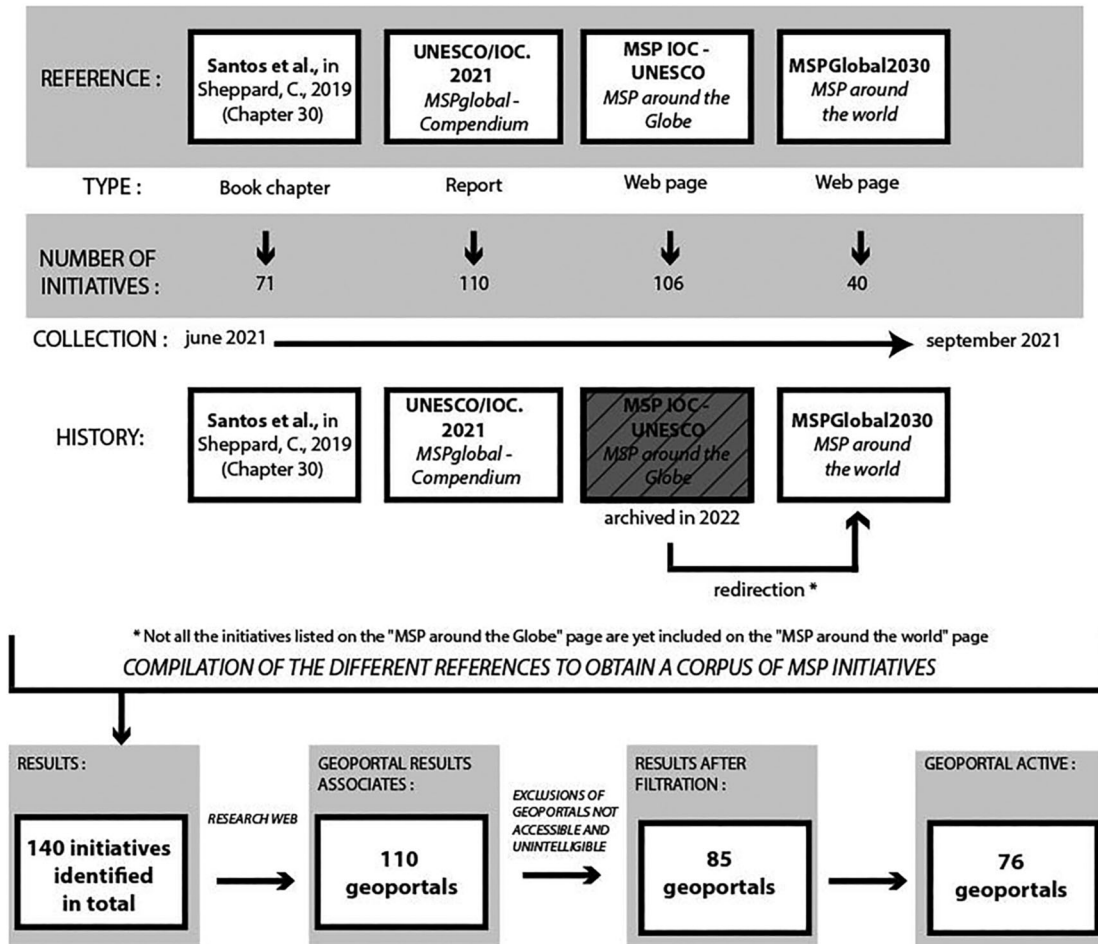 REFERENCE :
Santos et al., in
Sheppard, C., 2019
(Chapter 30)
UNESCO/IOC.
2021
MSPglobal -
Compendium
MSP IOC -
UNESCO
MSP around the
Globe
MSPGlobal2030
MSP around
the world
TYPE :
Book chapter
Report
Web page
Web page
NUMBER OF
INITIATIVES :
71
110
106
40
COLLECTION :
june 2021
september 2021
HISTORY:
Santos et al., in
Sheppard, C., 2019
(Chapter 30)
UNESCO/IOC.
2021
MSPglobal -
Compendium
MSP IOC -
UNESCO
MSP around the
Globe
MSPGlobal2030
MSP around
the world
archived in 2022
redirection *
* Not all the initiatives listed on the "MSP around the Globe" page are yet included on the "MSP around the world" page
COMPILATION OF THE DIFFERENT REFERENCES TO OBTAIN A CORPUS OF MSP INITIATIVES
RESULTS :
140 initiatives
identified
in total
RESEARCH WEB
GEOPORTAL RESULTS
ASSOCIATES :
110
geoportals
EXCLUSIONS OF
GEOPORTALS NOT
ACCESSIBLE AND
UNINTELLIGIBLE
RESULTS AFTER
FILTRATION :
85
geoportals
GEOPORTAL ACTIVE :
76
geoportals